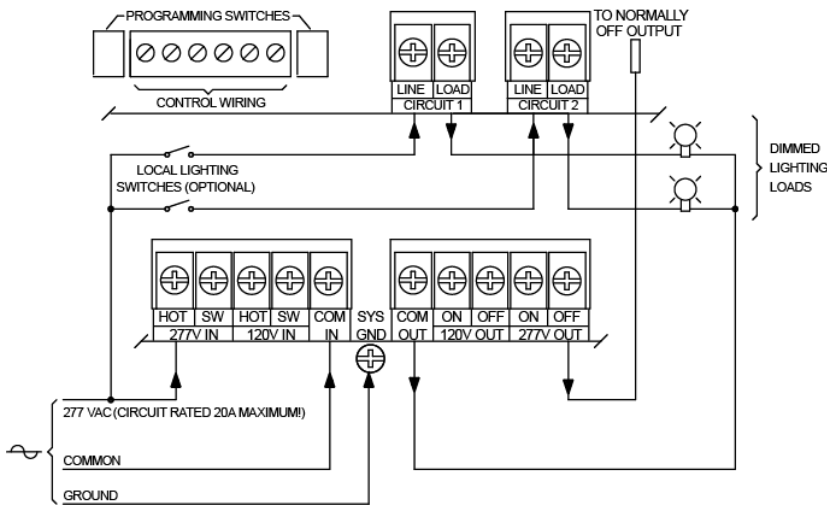 PROGRAMMING SWITCHES
TO NORMALLY
OFF OUTPUT
CONTROL WIRING
LINE LOAD
CIRCUIT 1
LINE LOAD
CIRCUIT 2
LOCAL LIGHTING
SWITCHES (OPTIONAL)
DIMMED
LIGHTING
LOADS
HOT SW HOT SW COM SYS COM ON OFF ON OFF
277V IN 120V IN IN GND OUT 120V OUT 277V OUT
277 VAC (CIRCUIT RATED 20A MAXIMUM!)
COMMON
GROUND